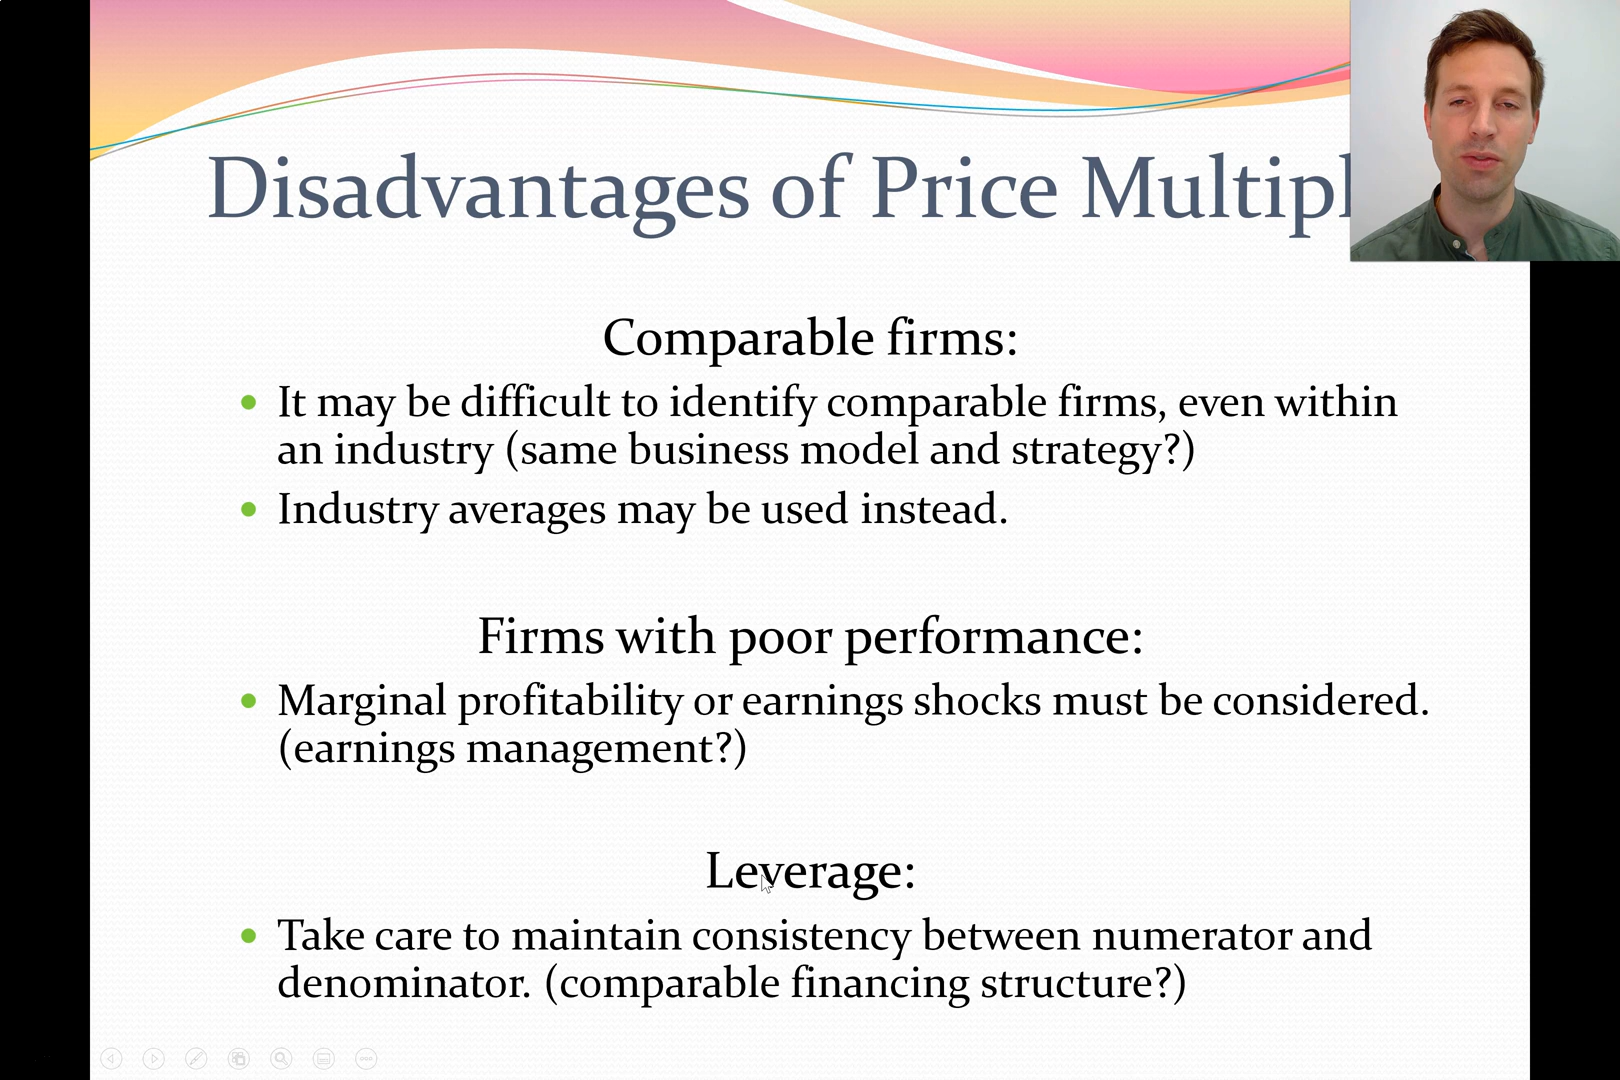 Disadvantages of Price Multipl
Comparable firms:
It may be difficult to identify comparable firms, even within
an industry (same business model and strategy?)
Industry averages may be used instead.
Firms with poor performance:
Marginal profitability or earnings shocks must be considered.
(earnings management?)
Leverage:
Take care to maintain consistency between numerator and
denominator. (comparable financing structure?)